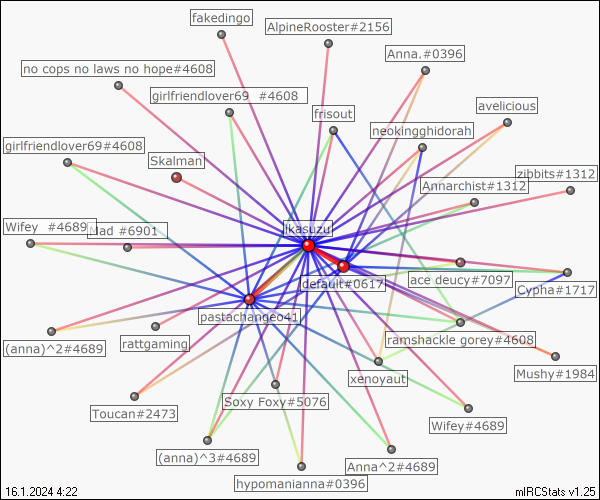 fakedingo
AlpineRooster#2156
Anna.#0396
no cops no laws no hope#4608
girlfriendlover69 #4608
avelicious
frisout
neokingghidorah
girlfriendlover69#4608
Skalman
zibbits#1312
Annarchist#1312
Wifey #4689
Mad #6901
ikasuzu
default#0617
ace deucy#7097
Cypha#1717
pastachange041
(anna)^2#4689
rattgaming
ramshackle gorey#4608
xenoyaut
Mushy#1984
Toucan#2473
Soxy Foxy#5076
Wifey#4689
(anna)^3#4689
Anna^2#4689
hypomanianna#0396
16.1.2024 4:22
mIRCStats v1.25